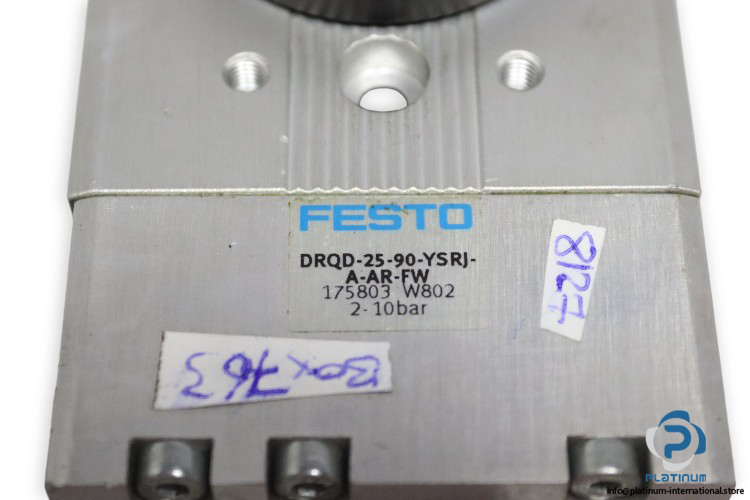 FESTO
DRQD-25-90-YSRJ-
A-AR-FW
175803 W802
2-10bar
8127
Box 763
PLATINUM
info@platinum-international.store